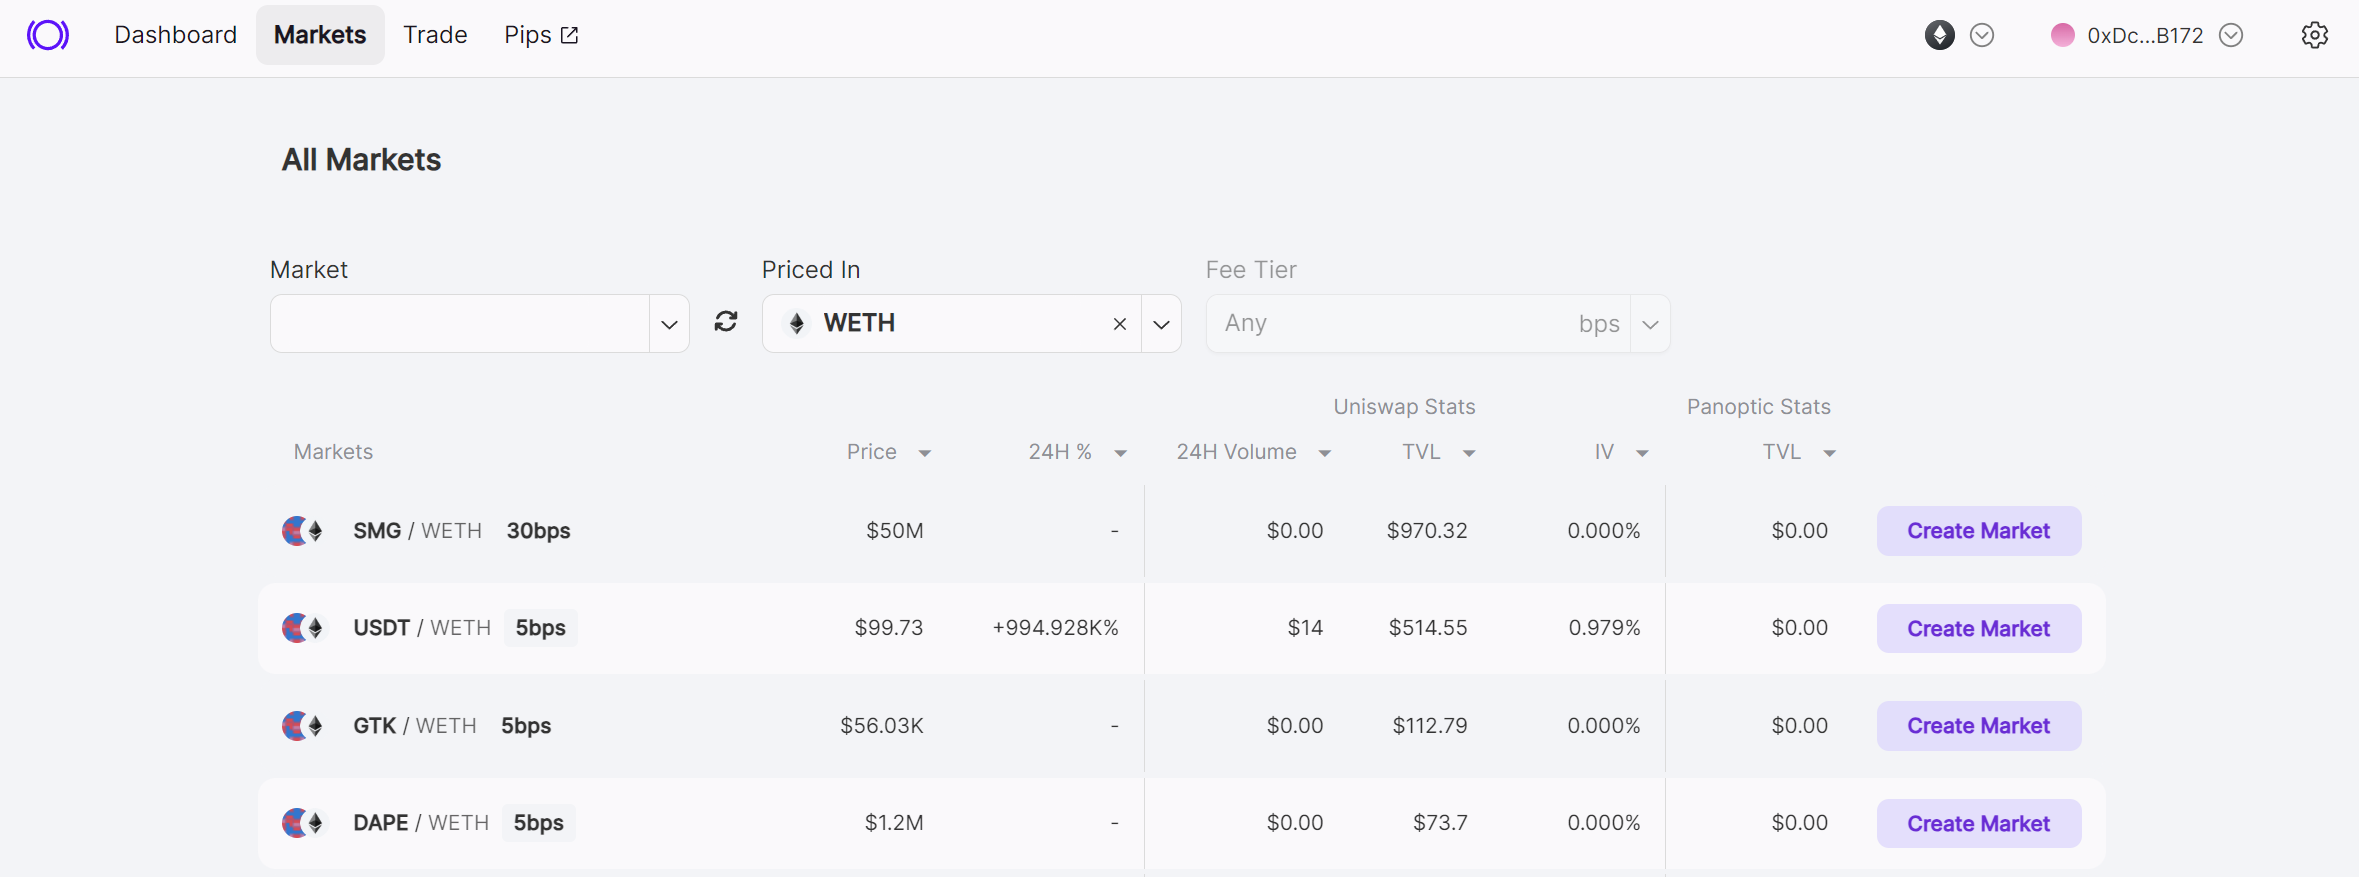 Dashboard Markets Trade Pips 0xDc...B172
All Markets
Market Priced In Fee Tier
WETH Any bps
Uniswap Stats Panoptic Stats
Markets Price 24H % 24H Volume TVL IV TVL
SMG / WETH 30bps $50M - $0.00 $970.32 0.000% $0.00 Create Market
USDT / WETH 5bps $99.73 +994.928K% $14 $514.55 0.979% $0.00 Create Market
GTK / WETH 5bps $56.03K - $0.00 $112.79 0.000% $0.00 Create Market
DAPE / WETH 5bps $1.2M - $0.00 $73.7 0.000% $0.00 Create Market